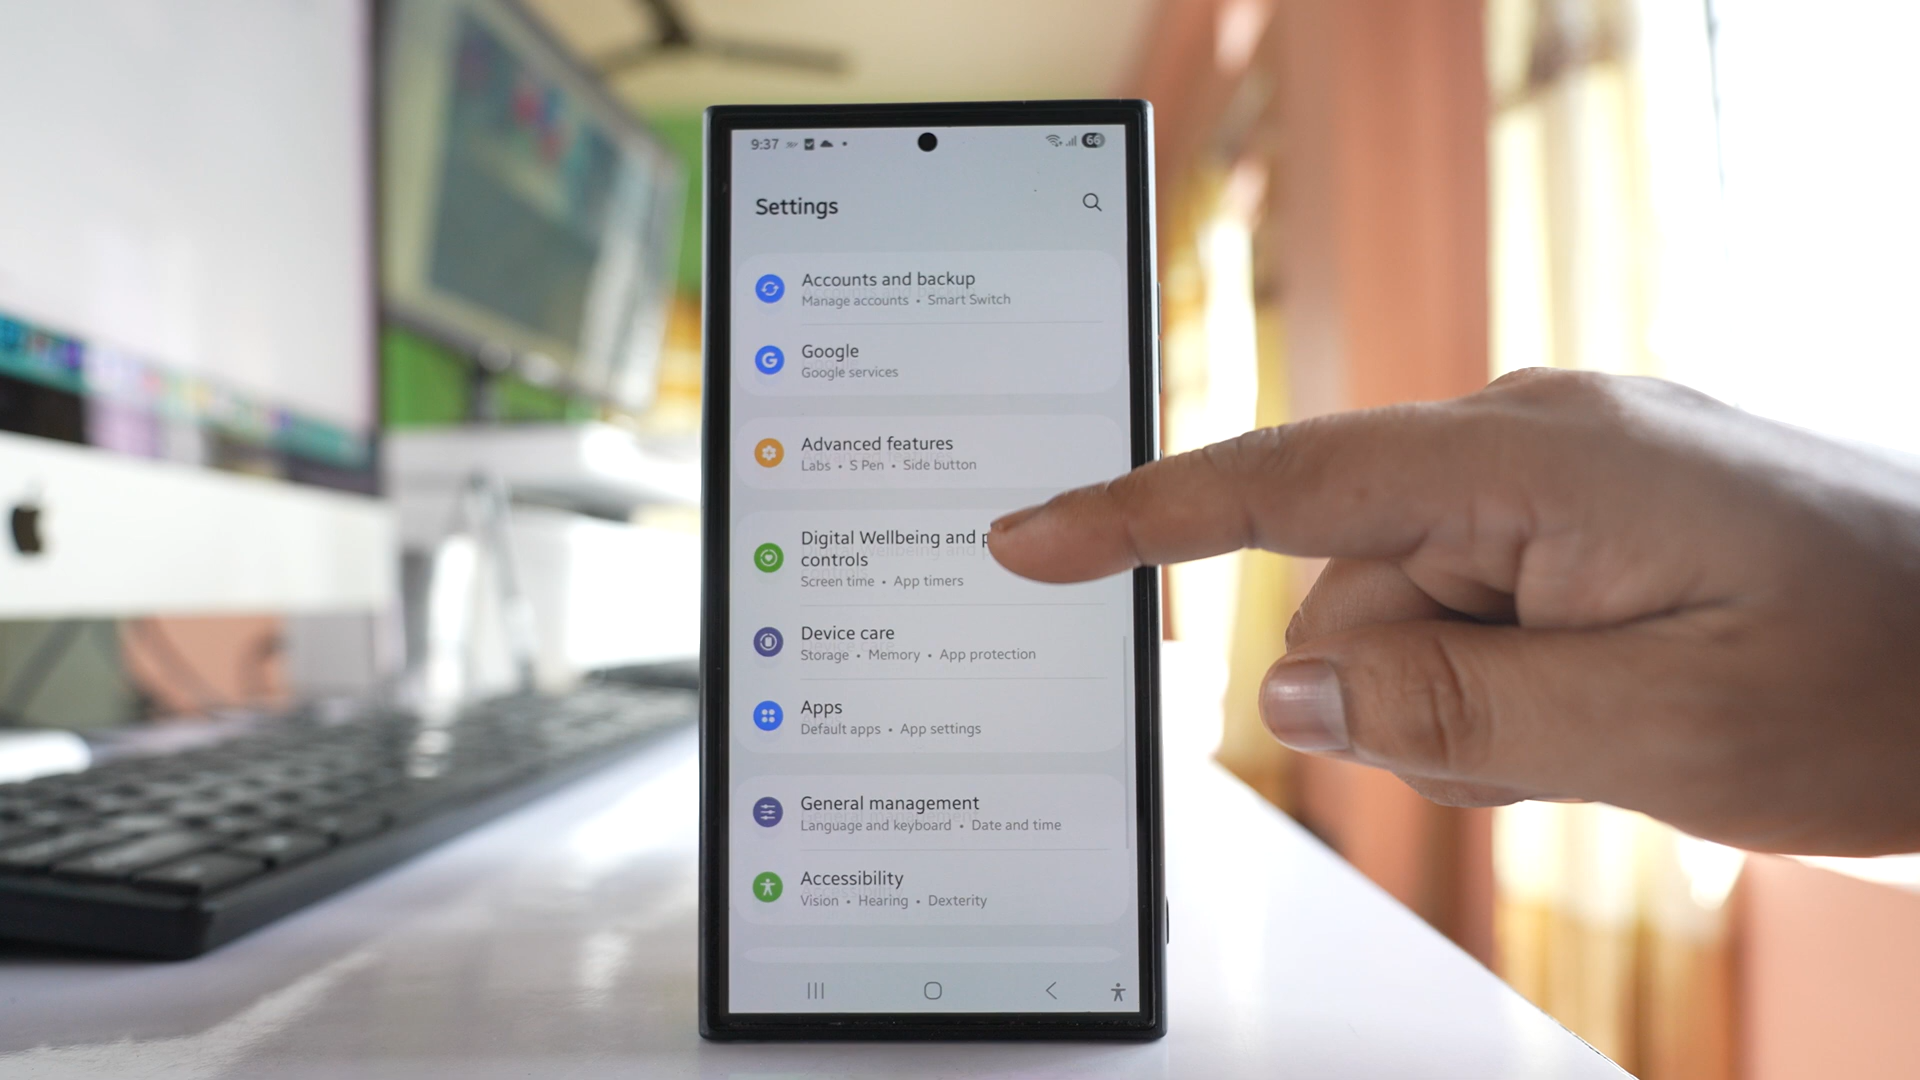 9:37
66
Settings
Accounts and backup
Manage accounts • Smart Switch
Google
Google services
Advanced features
Labs • S Pen • Side button
Digital Wellbeing and p
controls
Screen time • App timers
Device care
Storage • Memory • App protection
Apps
Default apps • App settings
General management
Language and keyboard • Date and time
Accessibility
Vision • Hearing • Dexterity